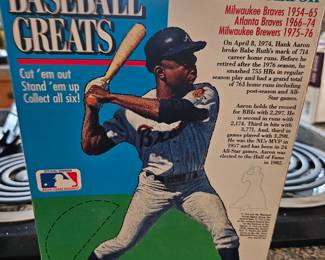 BASEBALL
GREATS
Cut 'em out
Stand 'em up
Collect all six!
Milwaukee Braves 1954-65
Atlanta Braves 1966-74
Milwaukee Brewers 1975-76
On April 8, 1974, Hank Aaron
broke Babe Ruth's mark of 714
career home runs. Before he
retired after the 1976 season, he
smashed 755 HRs in regular
season play and had a grand total
of 763 home runs including
post-season and All-
Star games.
Aaron holds the record
for RBIs with 2,297. He
is second in runs with
2,174. Third in hits with
3,771. And, third in
games played with 3,298.
He was the NL's MVP
in 1957 and has been in 24
All-Star games. Aaron was
elected to the Hall of Fame
in 1982.